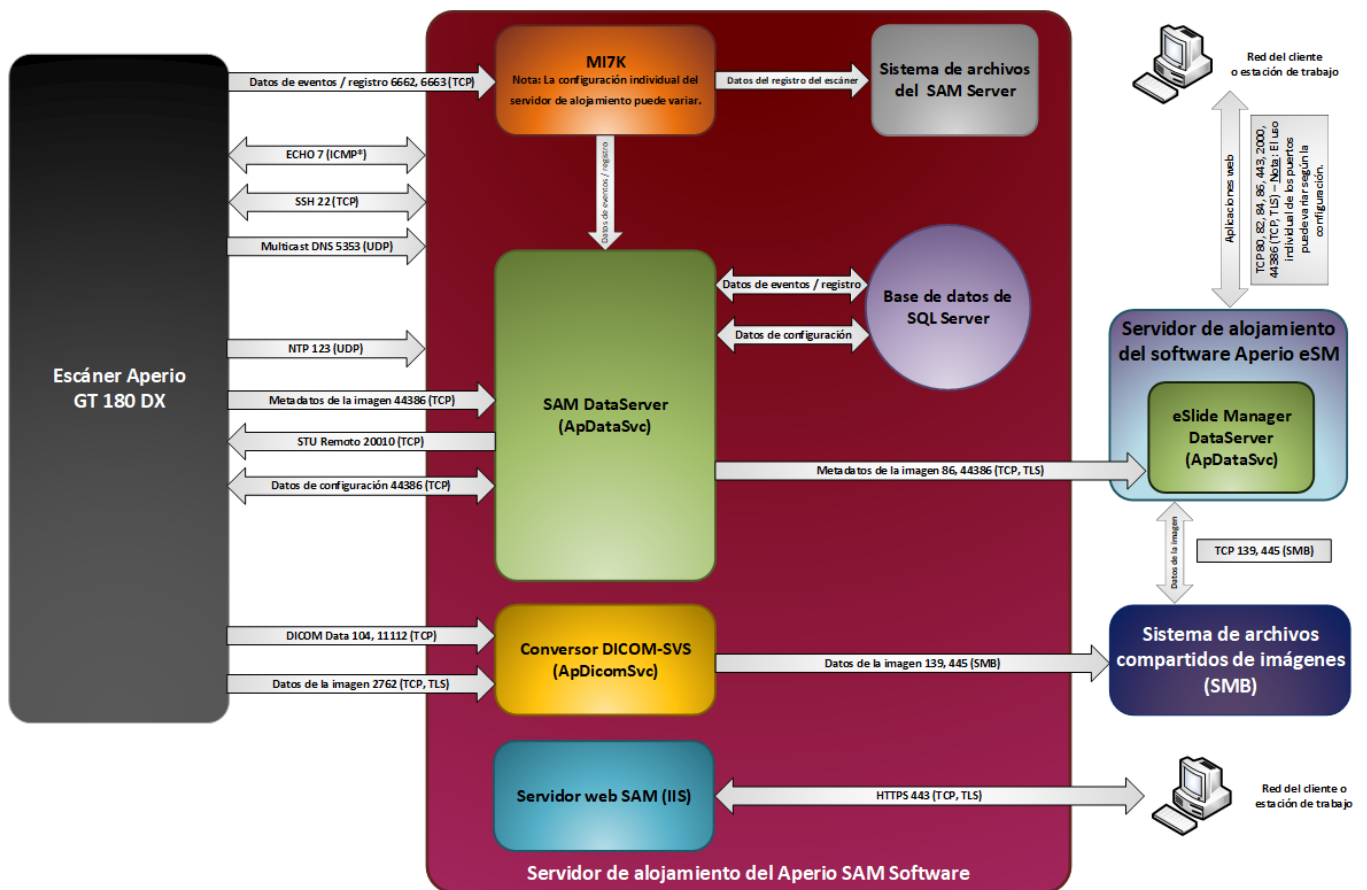 Escáner Aperio
GT 180 DX
Datos de eventos / registro 6662, 6663 (TCP)
ECHO 7 (ICMP*)
SSH 22 (TCP)
Multicast DNS 5353 (UDP)
NTP 123 (UDP)
Metadatos de la imagen 44386 (TCP)
STU Remoto 20010 (TCP)
Datos de configuración 44386 (TCP)
DICOM Data 104, 11112 (TCP)
Datos de la imagen 2762 (TCP, TLS)
MI7K
Nota: La configuración individual del
servidor de alojamiento puede variar.
Datos del registro del escáner
Sistema de archivos
del SAM Server
Datos de eventos / registro
SAM DataServer
(ApDataSvc)
Datos de eventos / registro
Datos de configuración
Base de datos de
SQL Server
Metadatos de la imagen 86, 44386 (TCP, TLS)
Conversor DICOM-SVS
(ApDicomSvc)
Datos de la imagen 139, 445 (SMB)
Servidor web SAM (IIS)
HTTPS 443 (TCP, TLS)
Servidor de alojamiento del Aperio SAM Software
Red del cliente
o estación de trabajo
Aplicaciones web
TCP 80, 82, 84, 86, 443, 2000,
44386 (TCP, TLS) – Nota: El uso
individual de los puertos
puede variar según la
configuración.
Servidor de alojamiento
del software Aperio eSM
eSlide Manager
DataServer
(ApDataSvc)
Datos de la imagen
TCP 139, 445 (SMB)
Sistema de archivos
compartidos de imágenes
(SMB)
Red del cliente o
estación de trabajo